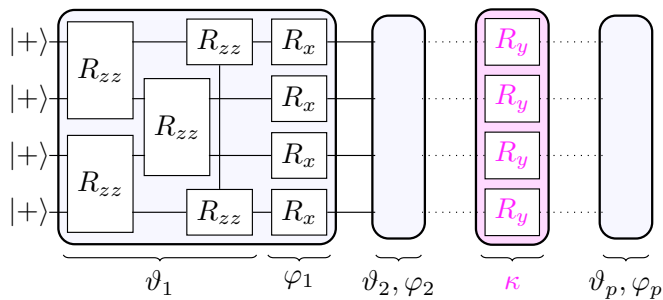 |+⟩ R_zz R_zz R_x R_y
|+⟩ R_zz R_x R_y
|+⟩ R_zz R_x R_y
|+⟩ R_zz R_x R_y
ϑ_1 φ_1 ϑ_2, φ_2 κ ϑ_p, φ_p